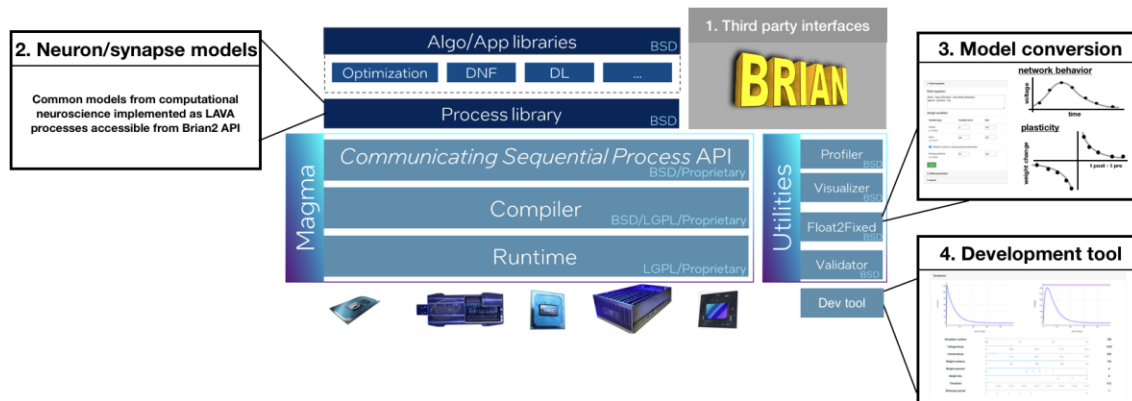 1. Third party interfaces
BRIAN
2. Neuron/synapse models
Common models from computational
neuroscience implemented as LAVA
processes accessible from Brian2 API
Algo/App libraries
BSD
Optimization
DNF
DL
...
Process library
BSD
Magma
Communicating Sequential Process API
BSD/Proprietary
Compiler
BSD/LGPL/Proprietary
Runtime
LGPL/Proprietary
Utilities
Profiler
BSD
Visualizer
BSD
Float2Fixed
BSD
Validator
BSD
Dev tool
3. Model conversion
network behavior
voltage
time
plasticity
weight change
t post - t pre
4. Development tool